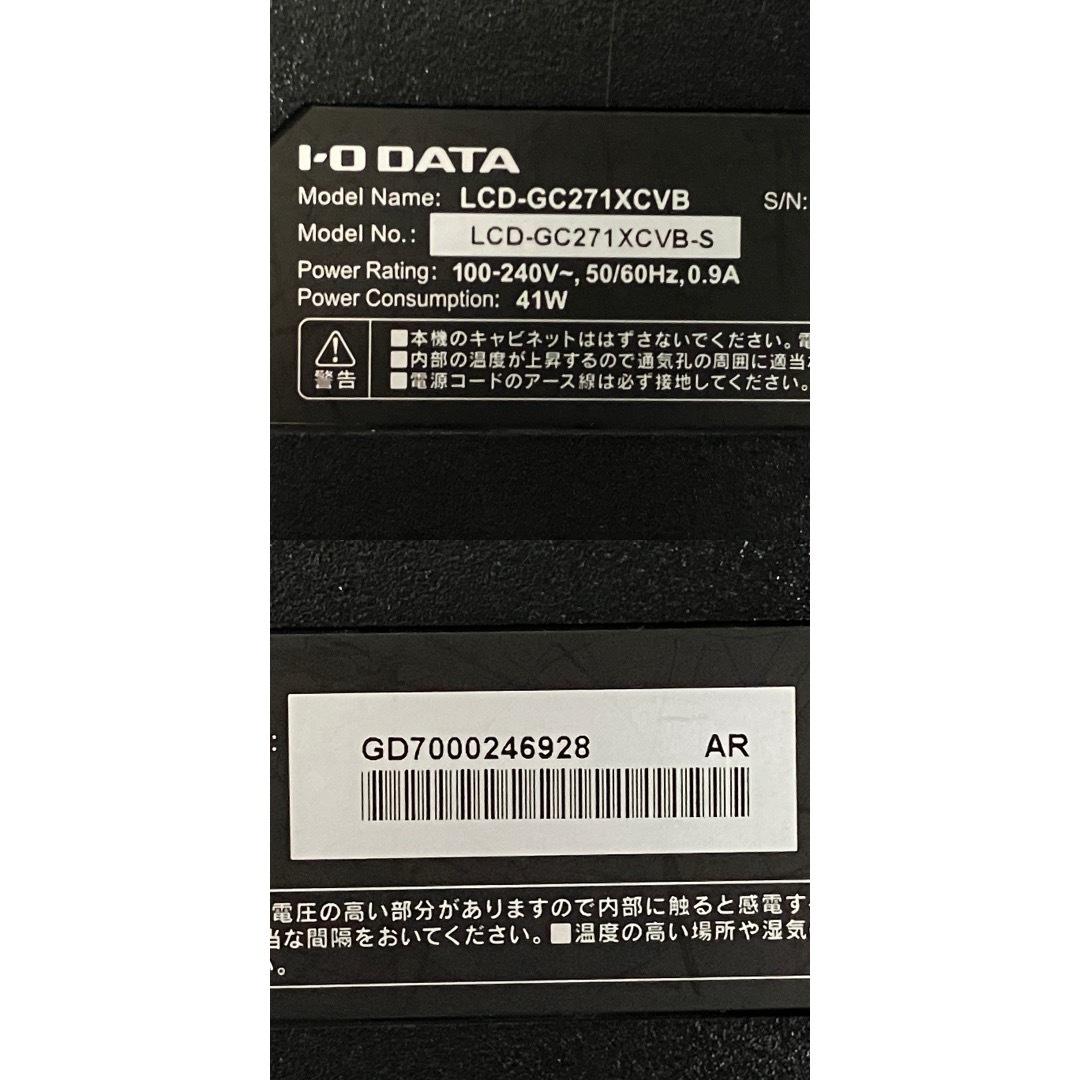 I-O DATA
Model Name: LCD-GC271XCVB
S/N:
Model No.: LCD-GC271XCVB-S
Power Rating: 100-240V~, 50/60Hz, 0.9A
Power Consumption: 41W
警告
■本機のキャビネットははずさないでください。電
■内部の温度が上昇するので通気孔の周囲に適当な
■電源コードのアース線は必ず接地してください。
:
GD7000246928 AR
電圧の高い部分がありますので内部に触ると感電す
当な間隔をおいてください。■温度の高い場所や湿気
い。